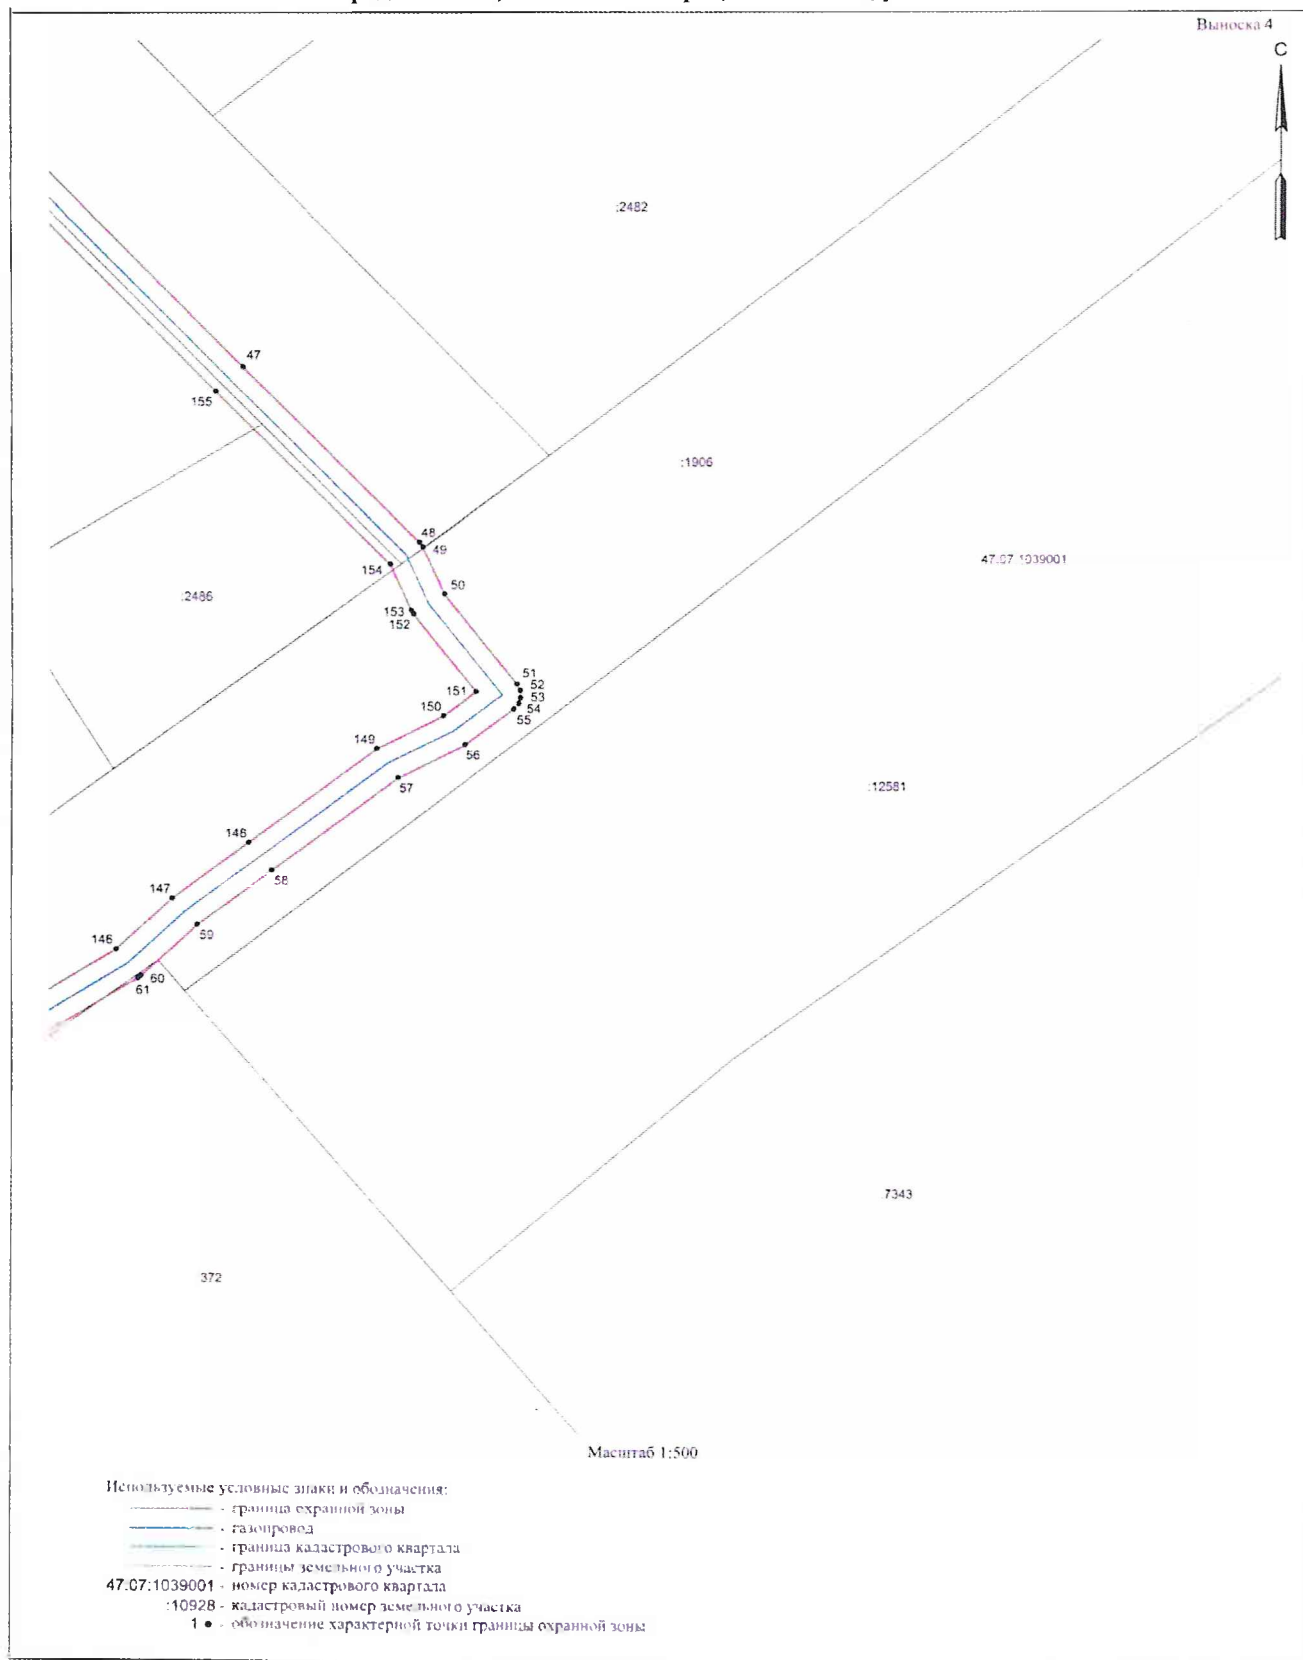 Выноска 4
С
:2482
47
155
:1906
48
49
154
47:07:1039001
50
:2486
153
152
51
151
52
53
150
54
55
149
56
57
:12581
148
58
147
59
146
60
61
7343
372
Масштаб 1:500
Используемые условные знаки и обозначения:
- граница охранной зоны
- газопровод
- граница кадастрового квартала
- границы земельного участка
47:07:1039001 - номер кадастрового квартала
:10928 - кадастровый номер земельного участка
1 ● - обозначение характерной точки границы охранной зоны